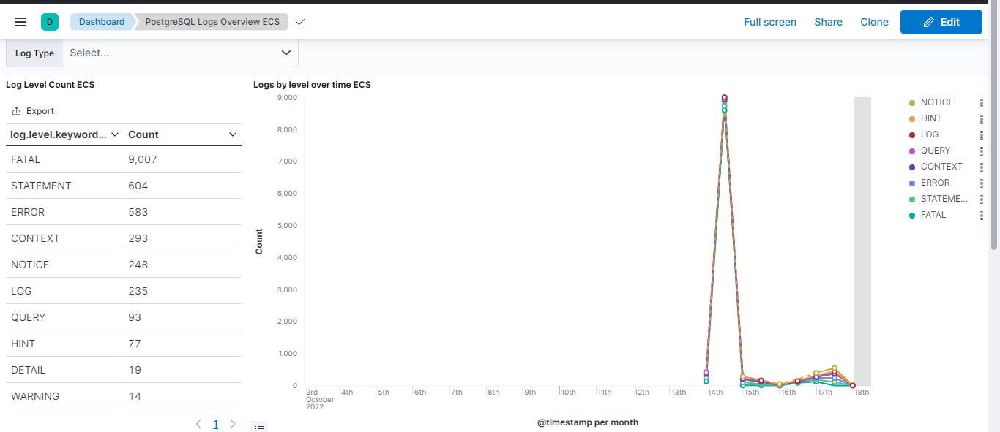 D Dashboard PostgreSQL Logs Overview ECS Full screen Share Clone Edit
Log Type Select...
Log Level Count ECS
Export
log.level.keyword... Count
FATAL 9,007
STATEMENT 604
ERROR 583
CONTEXT 293
NOTICE 248
LOG 235
QUERY 93
HINT 77
DETAIL 19
WARNING 14
1
Logs by level over time ECS
Count
9,000
8,000
7,000
6,000
5,000
4,000
3,000
2,000
1,000
0
3rd 4th 5th 6th 7th 8th 9th 10th 11th 12th 13th 14th 15th 16th 17th 18th
October
2022
@timestamp per month
NOTICE
HINT
LOG
QUERY
CONTEXT
ERROR
STATEME...
FATAL